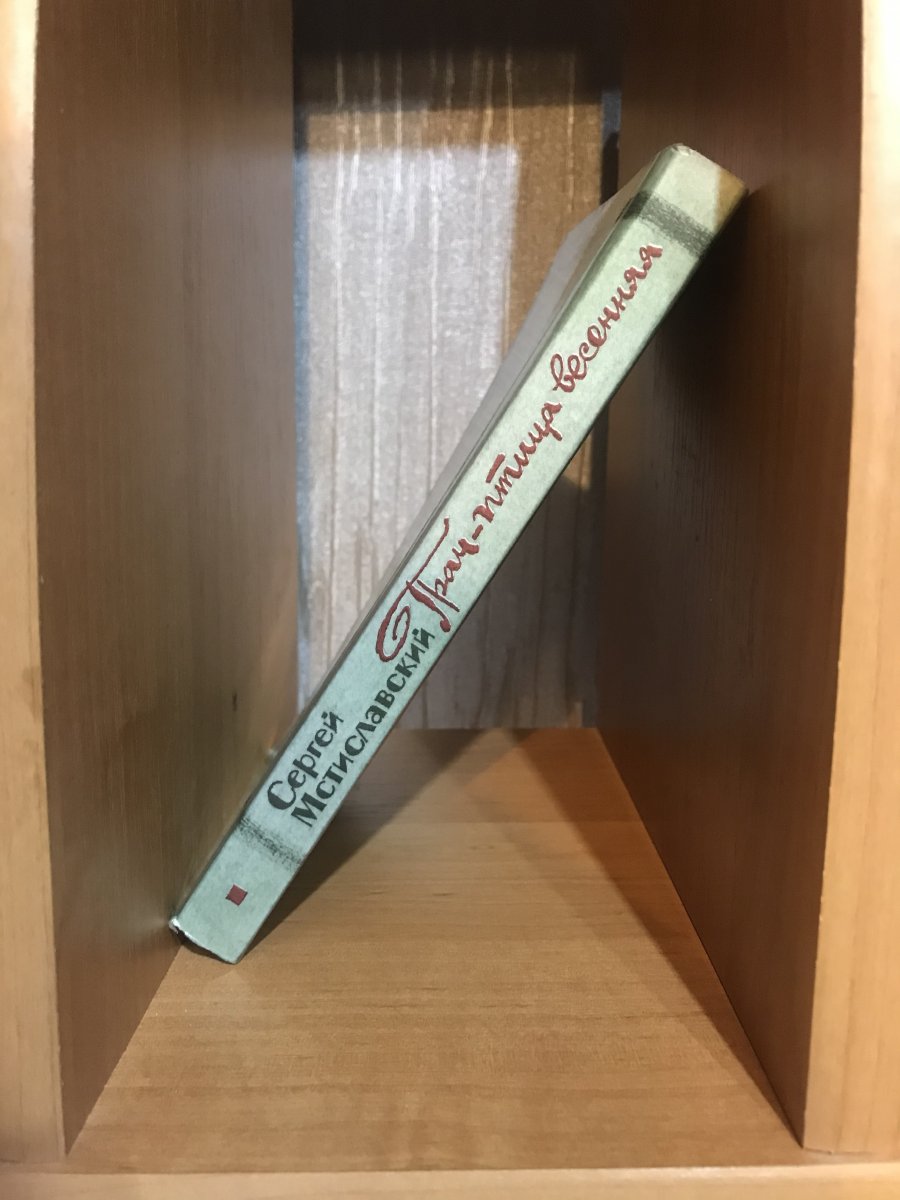 Сергей
Мстиславский
Грач-птица весенняя